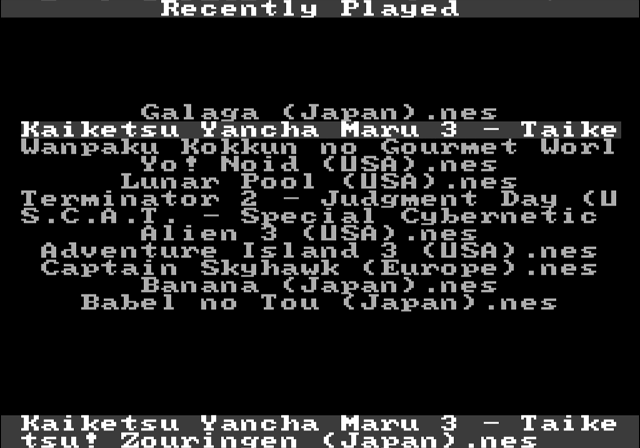 Recently Played
Galaga (Japan).nes
Kaiketsu Yancha Maru 3 - Taike
Wanpaku Kokkun no Gourmet Worl
Yo! Noid (USA).nes
Lunar Pool (USA).nes
Terminator 2 - Judgment Day (U
S.C.A.T. - Special Cybernetic
Alien 3 (USA).nes
Adventure Island 3 (USA).nes
Captain Skyhawk (Europe).nes
Banana (Japan).nes
Babel no Tou (Japan).nes
Kaiketsu Yancha Maru 3 - Taike
tsu! Zouringen (Japan).nes